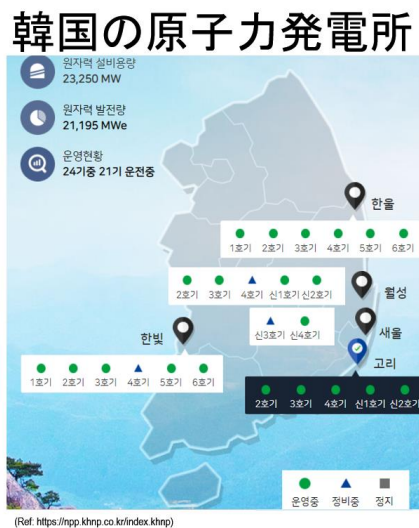 韓国の原子力発電所
원자력 설비용량
23,250 MW
원자력 발전량
21,195 MWe
운영현황
24기중 21기 운전중
한울
1호기 2호기 3호기 4호기 5호기 6호기
2호기 3호기 4호기 신1호기 신2호기
월성
신3호기 신4호기
새울
한빛
고리
1호기 2호기 3호기 4호기 5호기 6호기
2호기 3호기 4호기 신1호기 신2호기
운영중 정비중 정지
(Ref: https://npp.khnp.co.kr/index.khnp)